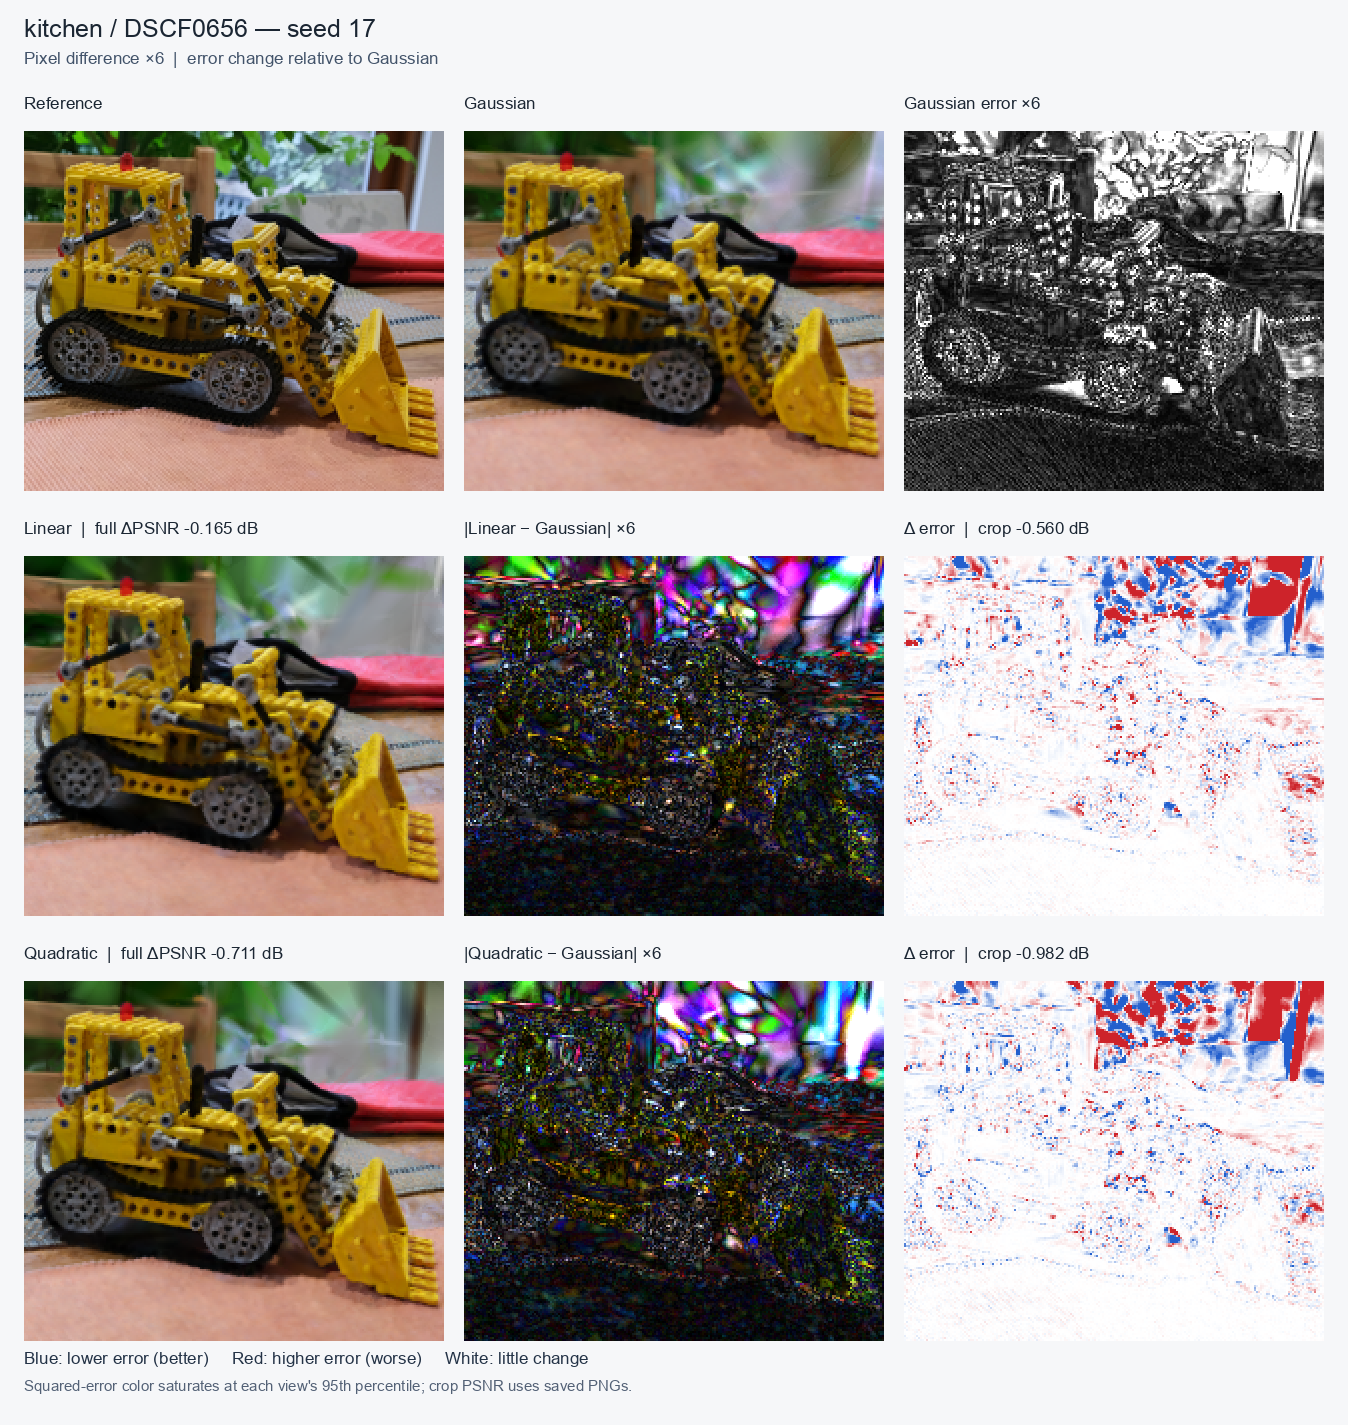 kitchen / DSCF0656 — seed 17
Pixel difference ×6 | error change relative to Gaussian
Reference
Gaussian
Gaussian error ×6
Linear | full ΔPSNR -0.165 dB
|Linear − Gaussian| ×6
Δ error | crop -0.560 dB
Quadratic | full ΔPSNR -0.711 dB
|Quadratic − Gaussian| ×6
Δ error | crop -0.982 dB
Blue: lower error (better) Red: higher error (worse) White: little change
Squared-error color saturates at each view's 95th percentile; crop PSNR uses saved PNGs.